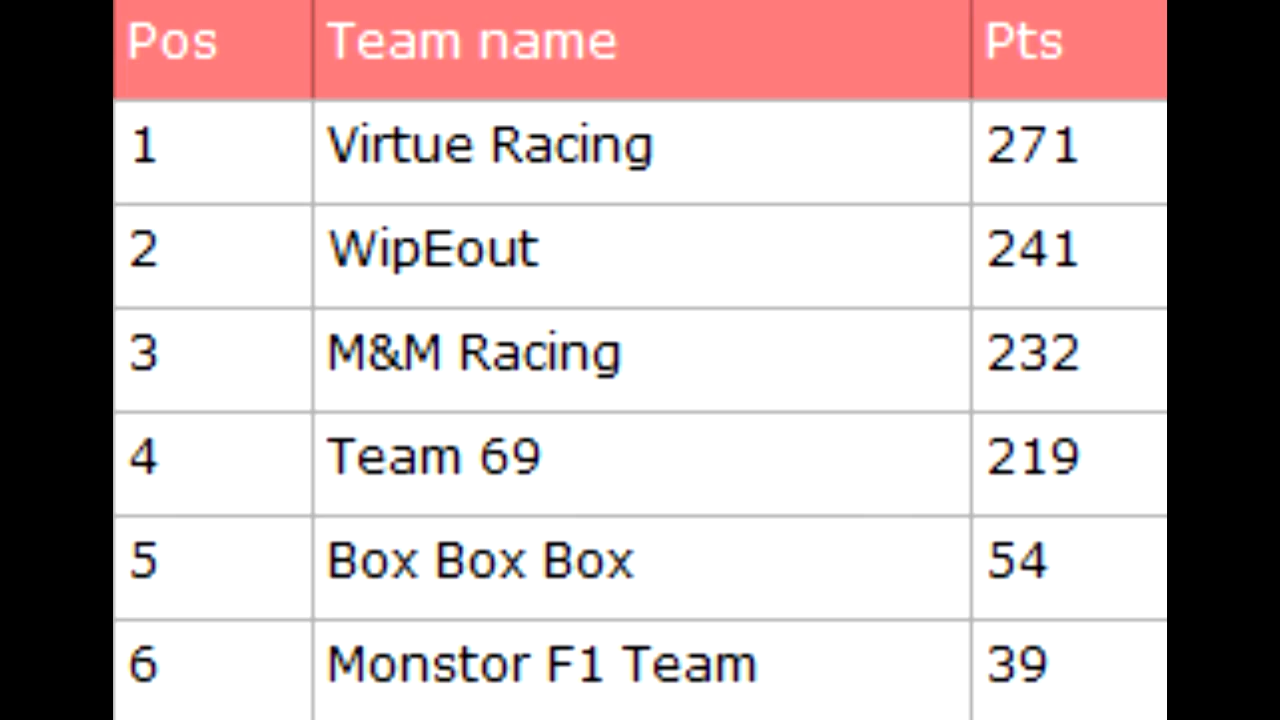 Pos Team name Pts
1 Virtue Racing 271
2 WipEout 241
3 M&M Racing 232
4 Team 69 219
5 Box Box Box 54
6 Monstor F1 Team 39